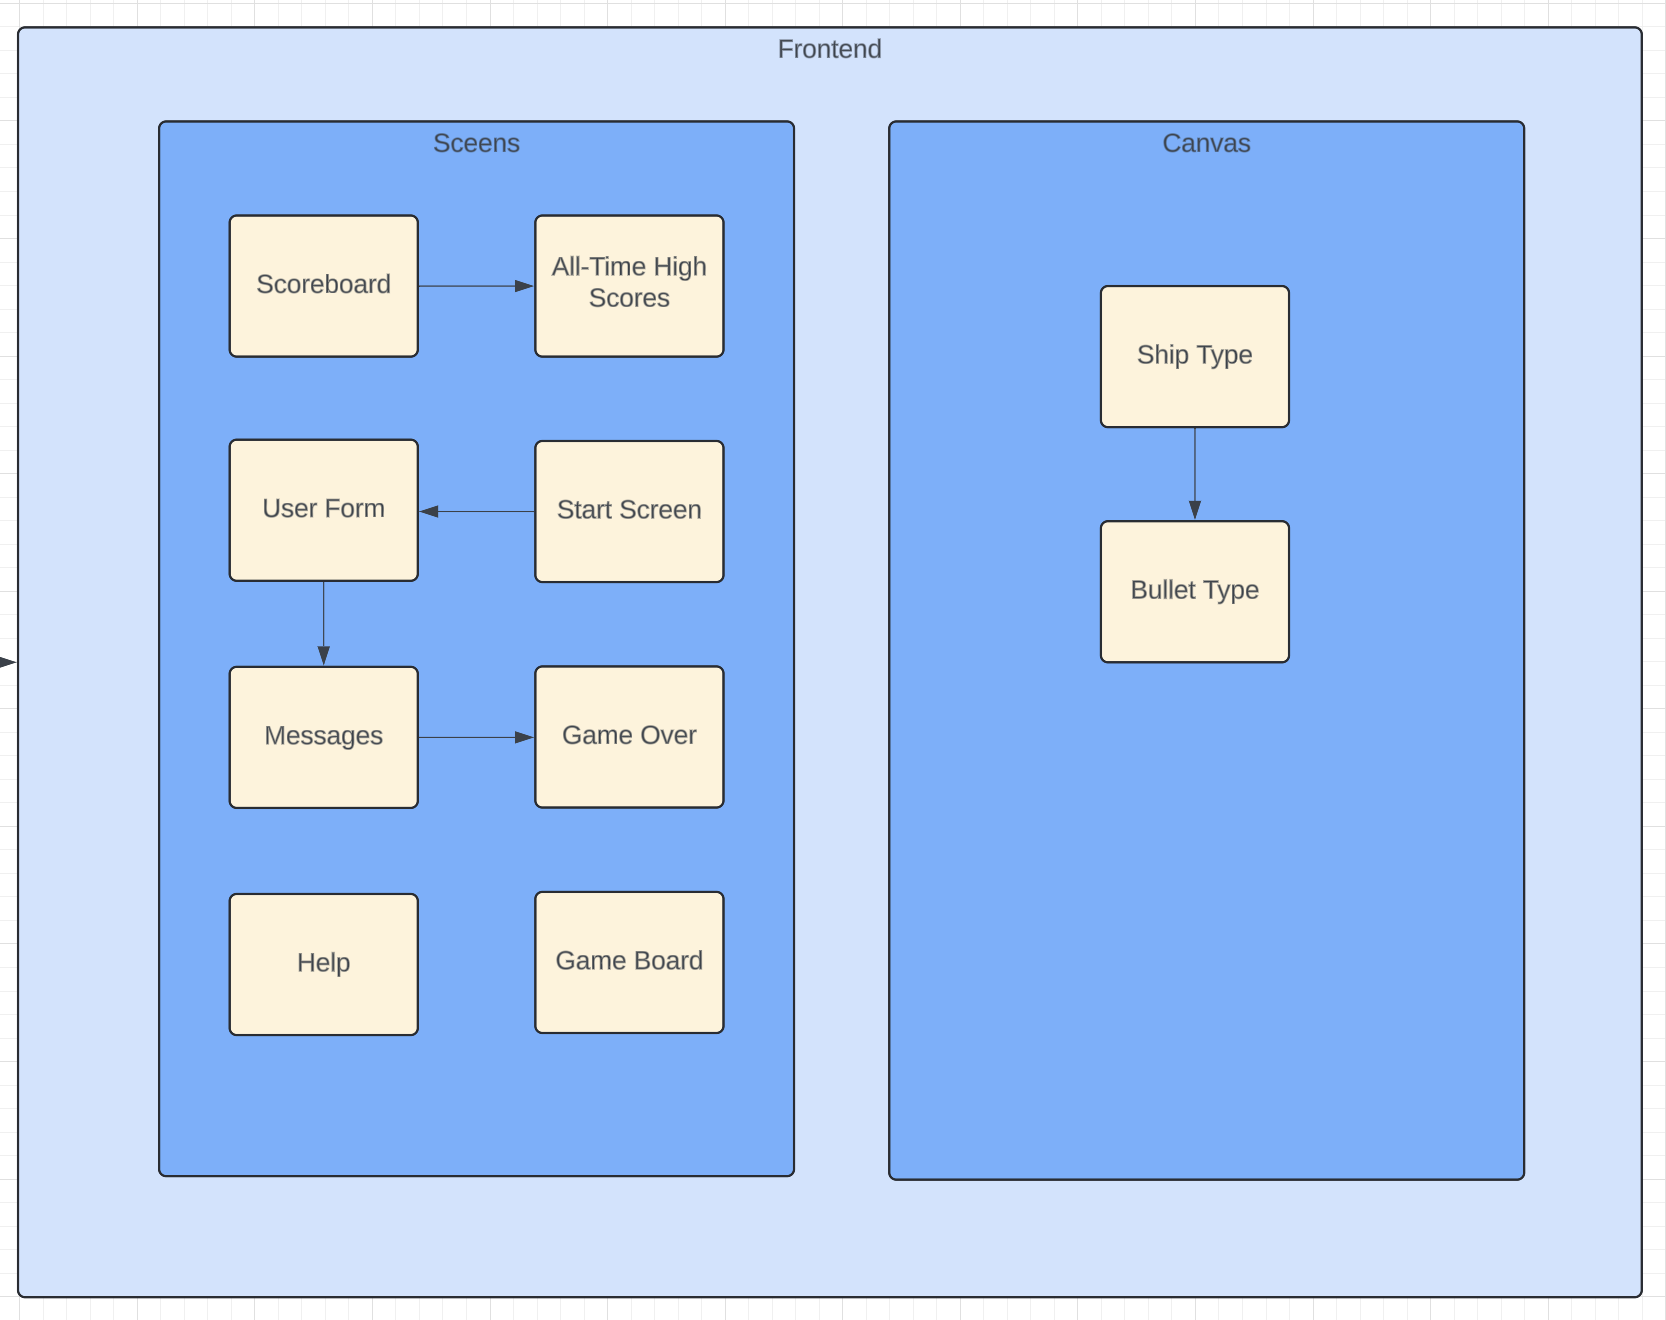 Frontend
Sceens
Scoreboard
All-Time High
Scores
User Form
Start Screen
Messages
Game Over
Help
Game Board
Canvas
Ship Type
Bullet Type